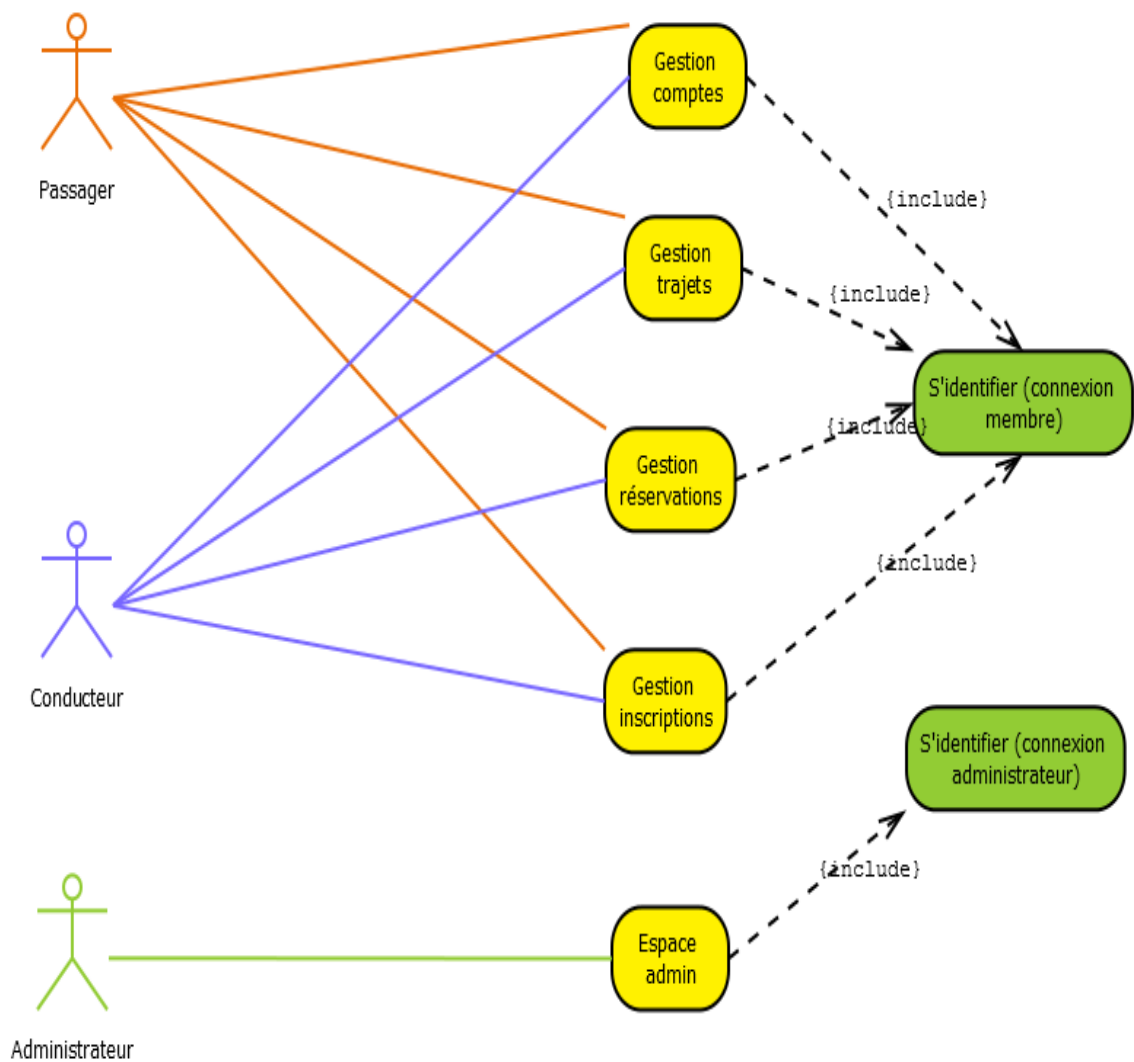 Gestion
comptes
Passager
{include}
Gestion
trajets
{include}
S'identifier (connexion
membre)
{include}
Gestion
réservations
{include}
Conducteur
Gestion
inscriptions
S'identifier (connexion
administrateur)
{include}
Espace
admin
Administrateur